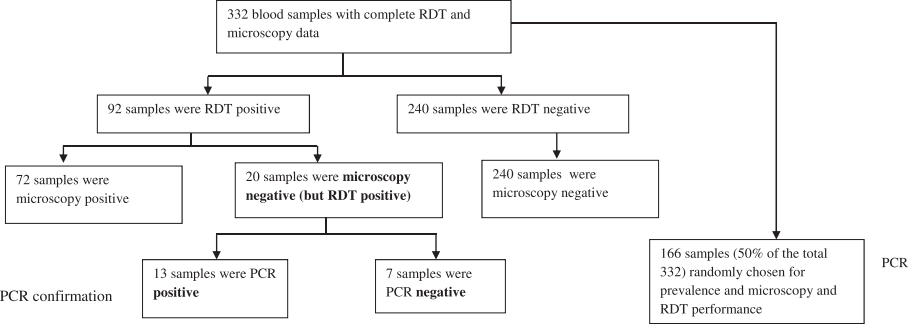 332 blood samples with complete RDT and
microscopy data
92 samples were RDT positive
240 samples were RDT negative
72 samples were
microscopy positive
20 samples were microscopy
negative (but RDT positive)
240 samples were
microscopy negative
13 samples were PCR
positive
7 samples were
PCR negative
166 samples (50% of the total
332) randomly chosen for
prevalence and microscopy and
RDT performance
PCR
PCR confirmation